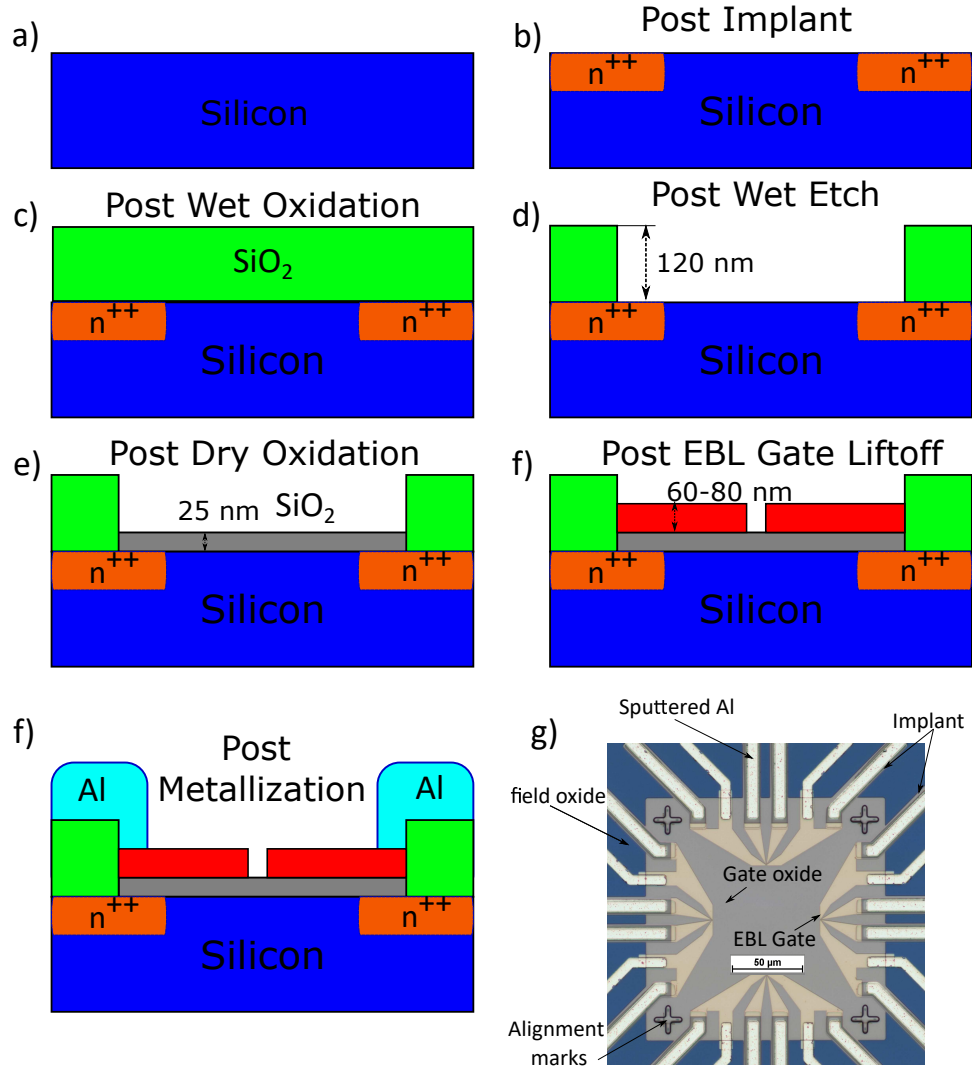 a)
Silicon
b)
Post Implant
n++
n++
Silicon
c)
Post Wet Oxidation
SiO2
n++
n++
Silicon
d)
Post Wet Etch
120 nm
n++
n++
Silicon
e)
Post Dry Oxidation
25 nm
SiO2
n++
n++
Silicon
f)
Post EBL Gate Liftoff
60-80 nm
n++
n++
Silicon
f)
Post
Metallization
Al
Al
n++
n++
Silicon
g)
Sputtered Al
Implant
field oxide
Gate oxide
EBL Gate
50 µm
Alignment
marks